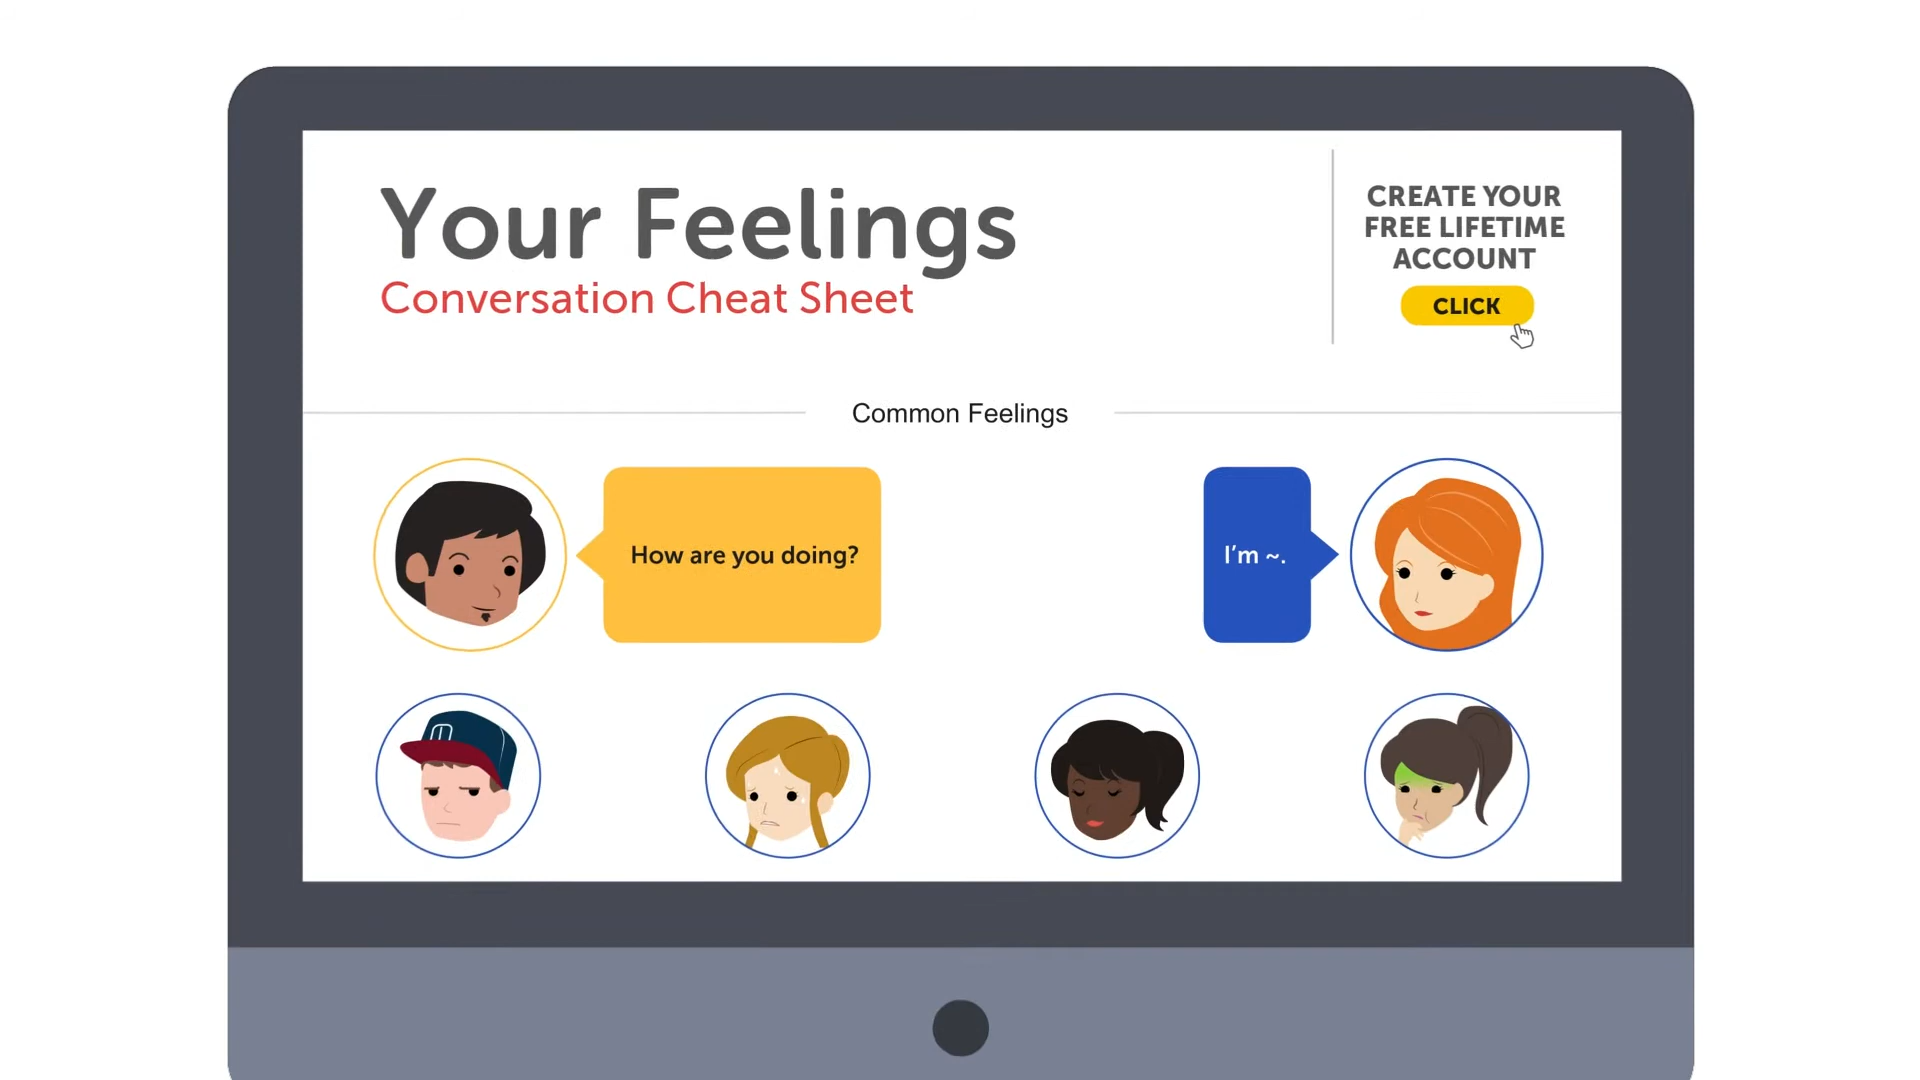 Your Feelings
Conversation Cheat Sheet
CREATE YOUR
FREE LIFETIME
ACCOUNT
CLICK
Common Feelings
How are you doing?
I'm ~.